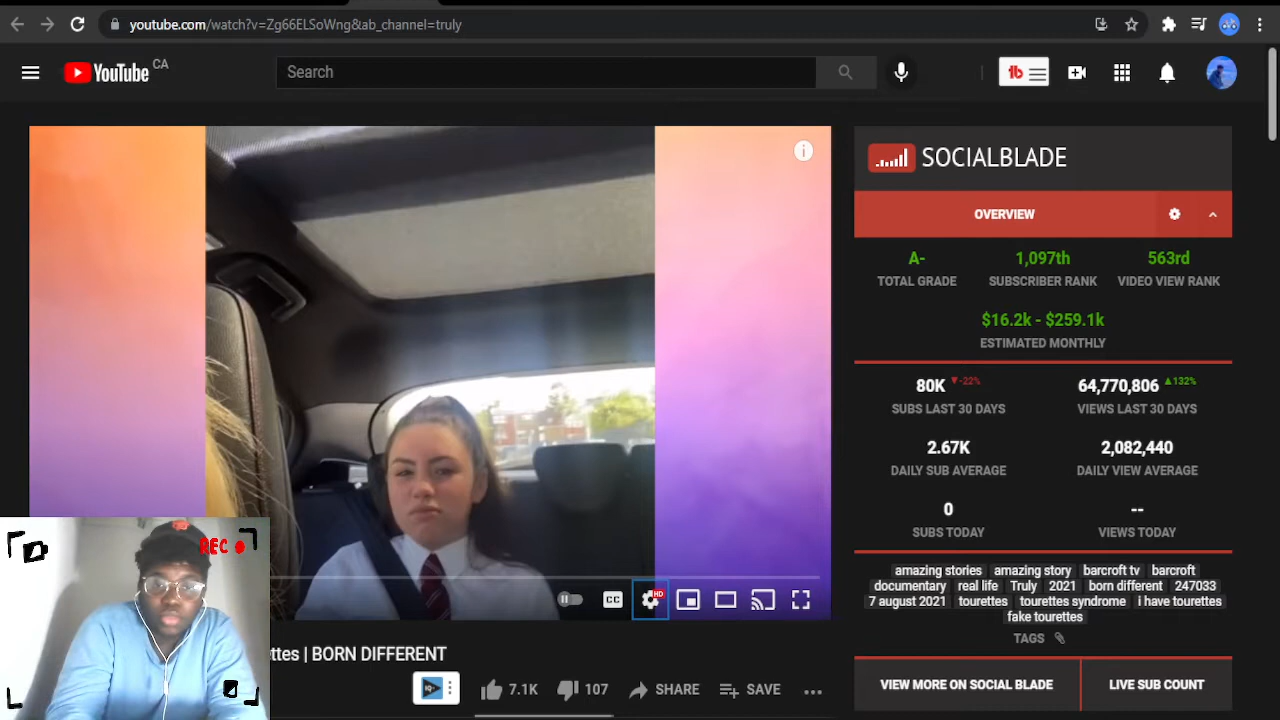 youtube.com/watch?v=Zg66ELSoWng&ab_channel=truly
YouTube CA
Search
SOCIALBLADE
OVERVIEW
A- 1,097th 563rd
TOTAL GRADE SUBSCRIBER RANK VIDEO VIEW RANK
$16.2k - $259.1k
ESTIMATED MONTHLY
80K ▼-22% 64,770,806 ▲132%
SUBS LAST 30 DAYS VIEWS LAST 30 DAYS
2.67K 2,082,440
DAILY SUB AVERAGE DAILY VIEW AVERAGE
0 --
SUBS TODAY VIEWS TODAY
amazing stories amazing story barcroft tv barcroft
documentary real life Truly 2021 born different 247033
7 august 2021 tourettes tourettes syndrome i have tourettes
fake tourettes
TAGS
VIEW MORE ON SOCIAL BLADE LIVE SUB COUNT
REC
CC HD
ttes | BORN DIFFERENT
7.1K 107 SHARE SAVE